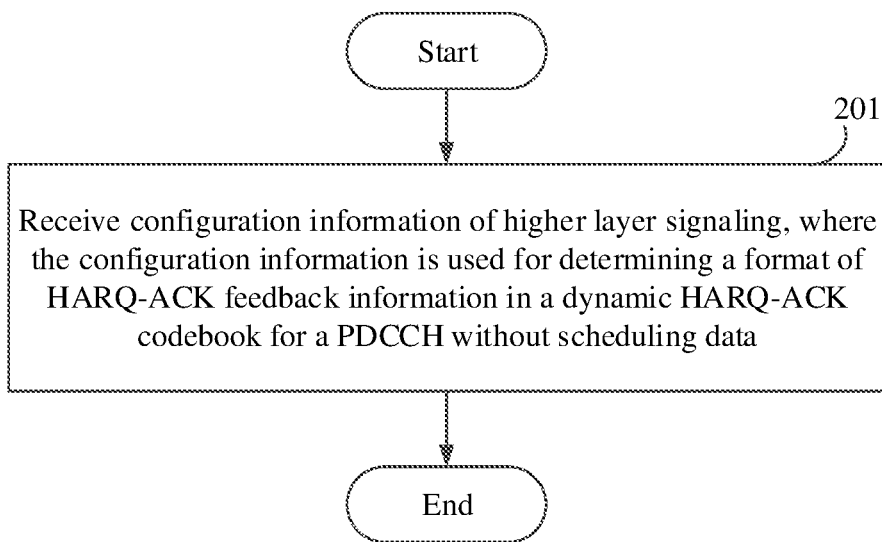 Start
201
Receive configuration information of higher layer signaling, where
the configuration information is used for determining a format of
HARQ-ACK feedback information in a dynamic HARQ-ACK
codebook for a PDCCH without scheduling data
End